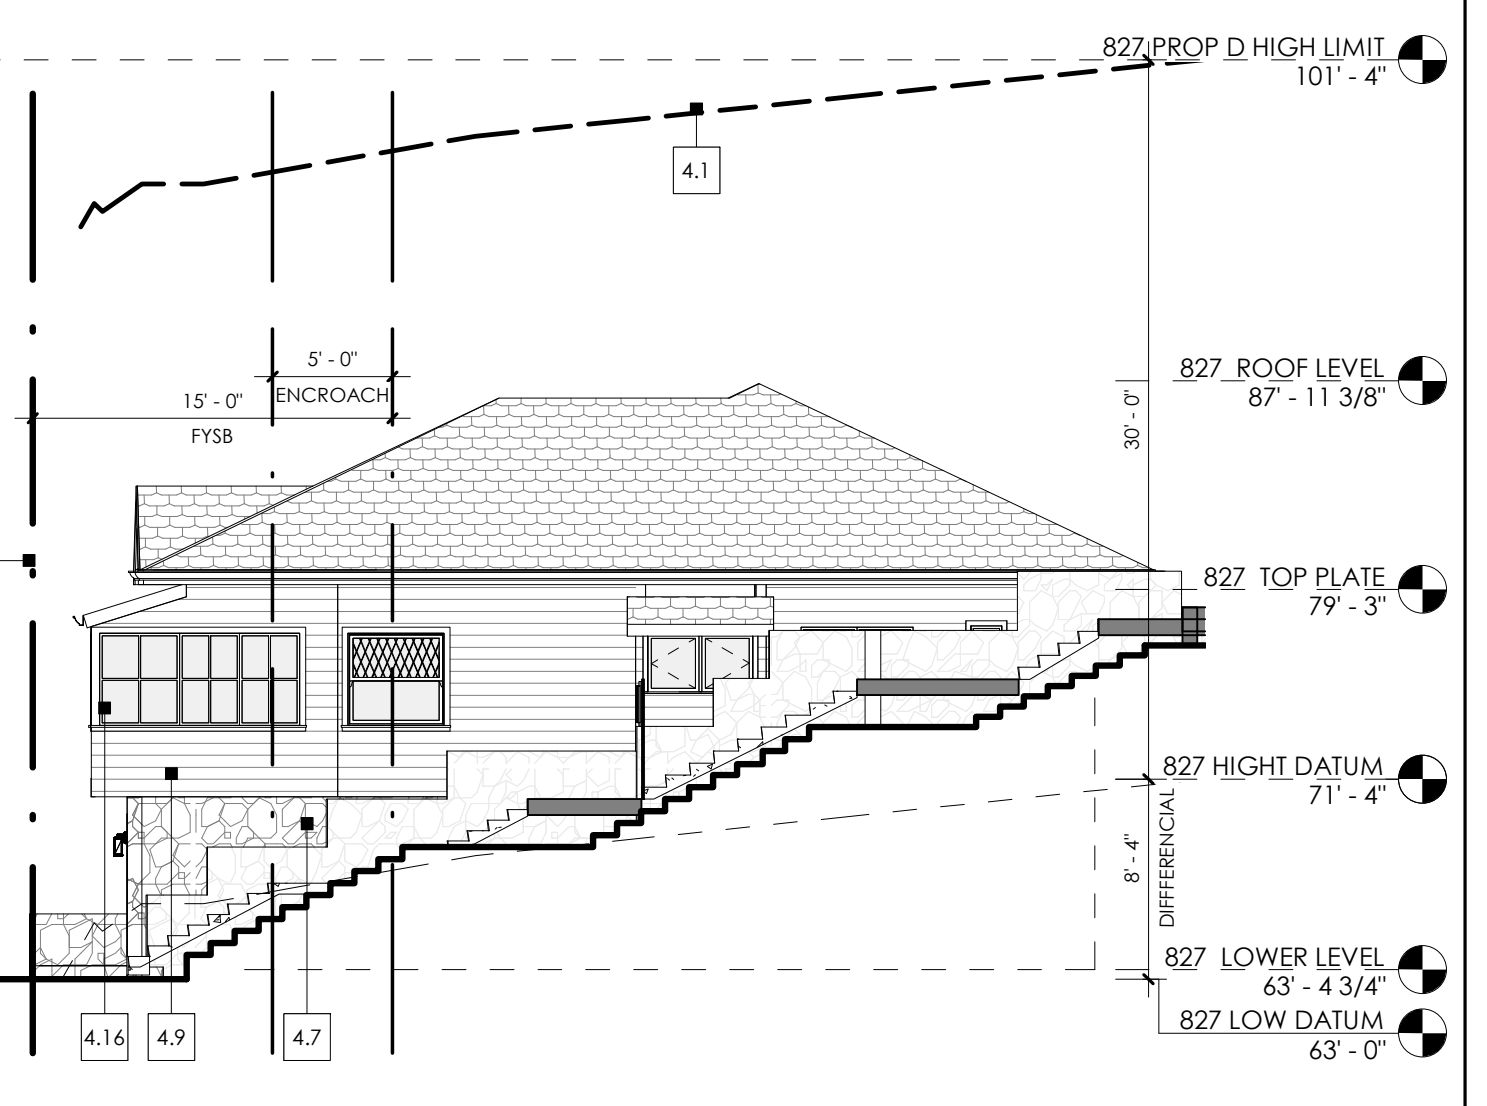 827 PROP D HIGH LIMIT
101' - 4"
4.1
5' - 0"
ENCROACH
15' - 0"
FYSB
827 ROOF LEVEL
87' - 11 3/8"
30' - 0"
827 TOP PLATE
79' - 3"
827 HIGHT DATUM
71' - 4"
8' - 4"
DIFFFERENCIAL
827 LOWER LEVEL
63' - 4 3/4"
827 LOW DATUM
63' - 0"
4.16
4.9
4.7